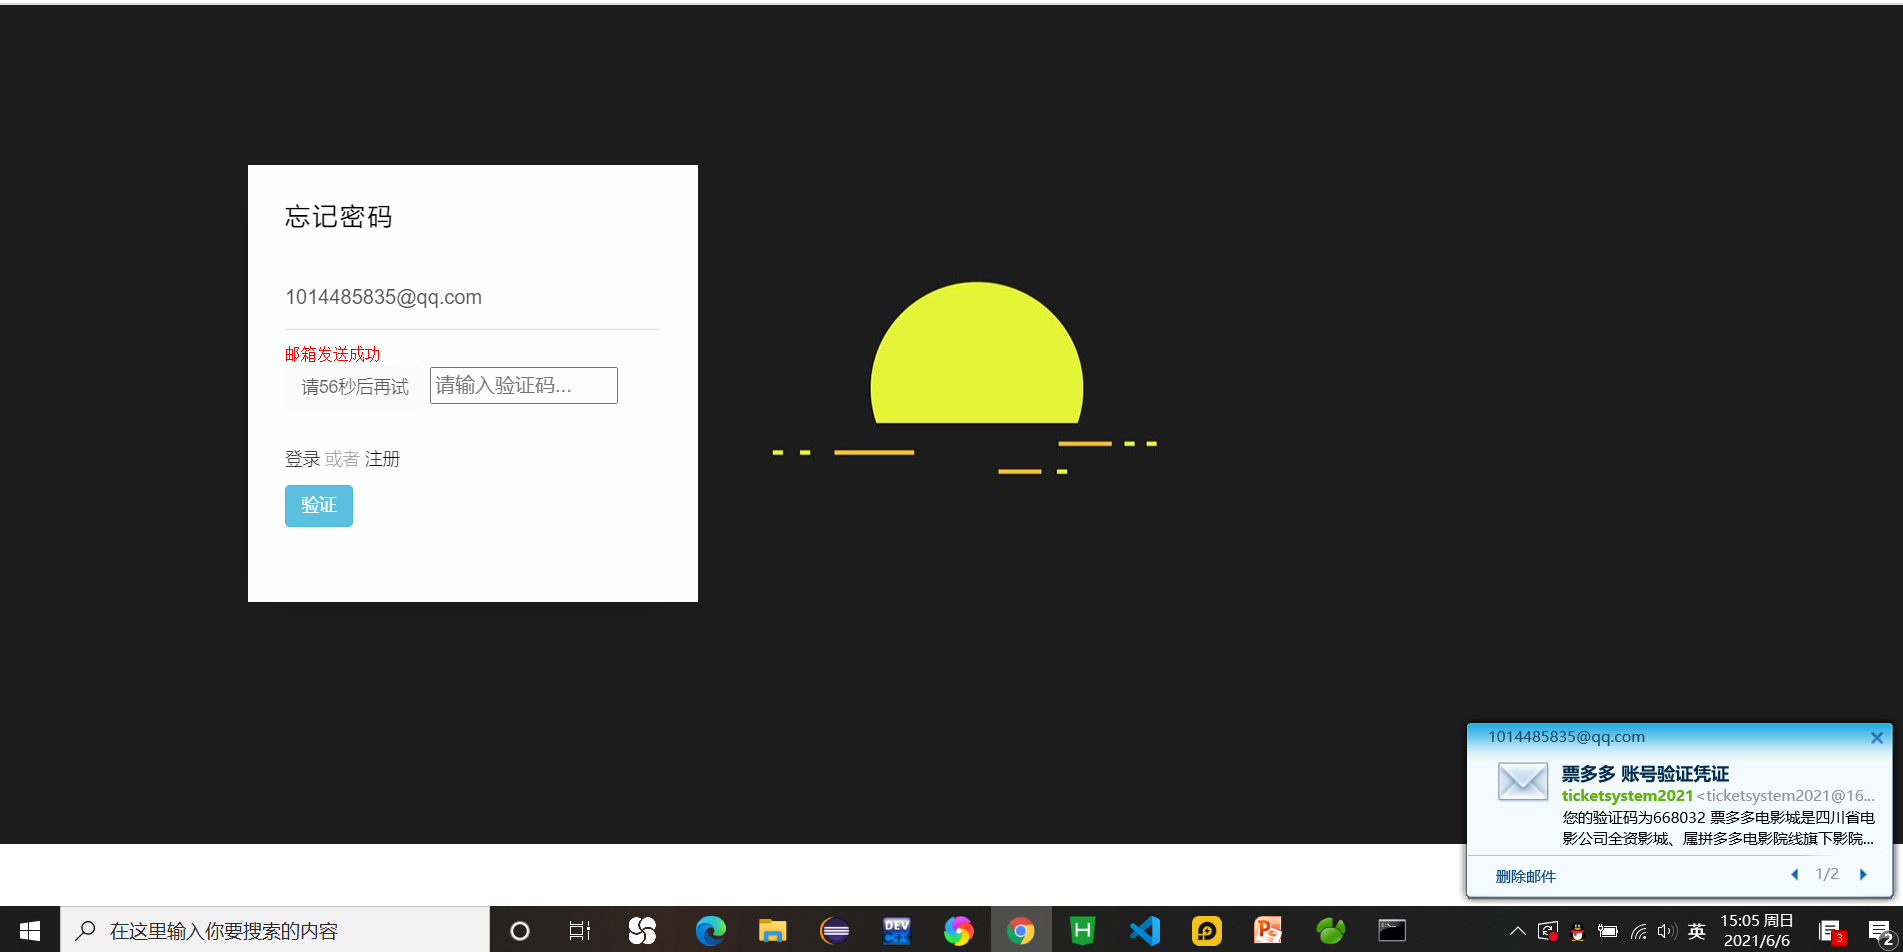 忘记密码
1014485835@qq.com
邮箱发送成功
请56秒后再试
请输入验证码...
登录 或者 注册
验证
1014485835@qq.com
票多多 账号验证凭证
ticketsystem2021<ticketsystem2021@16...
您的验证码为668032 票多多电影城是四川省电
影公司全资影城、属拼多多电影院线旗下影院...
删除邮件
1/2
在这里输入你要搜索的内容
DEV
H
英
15:05 周日
2021/6/6
3
2